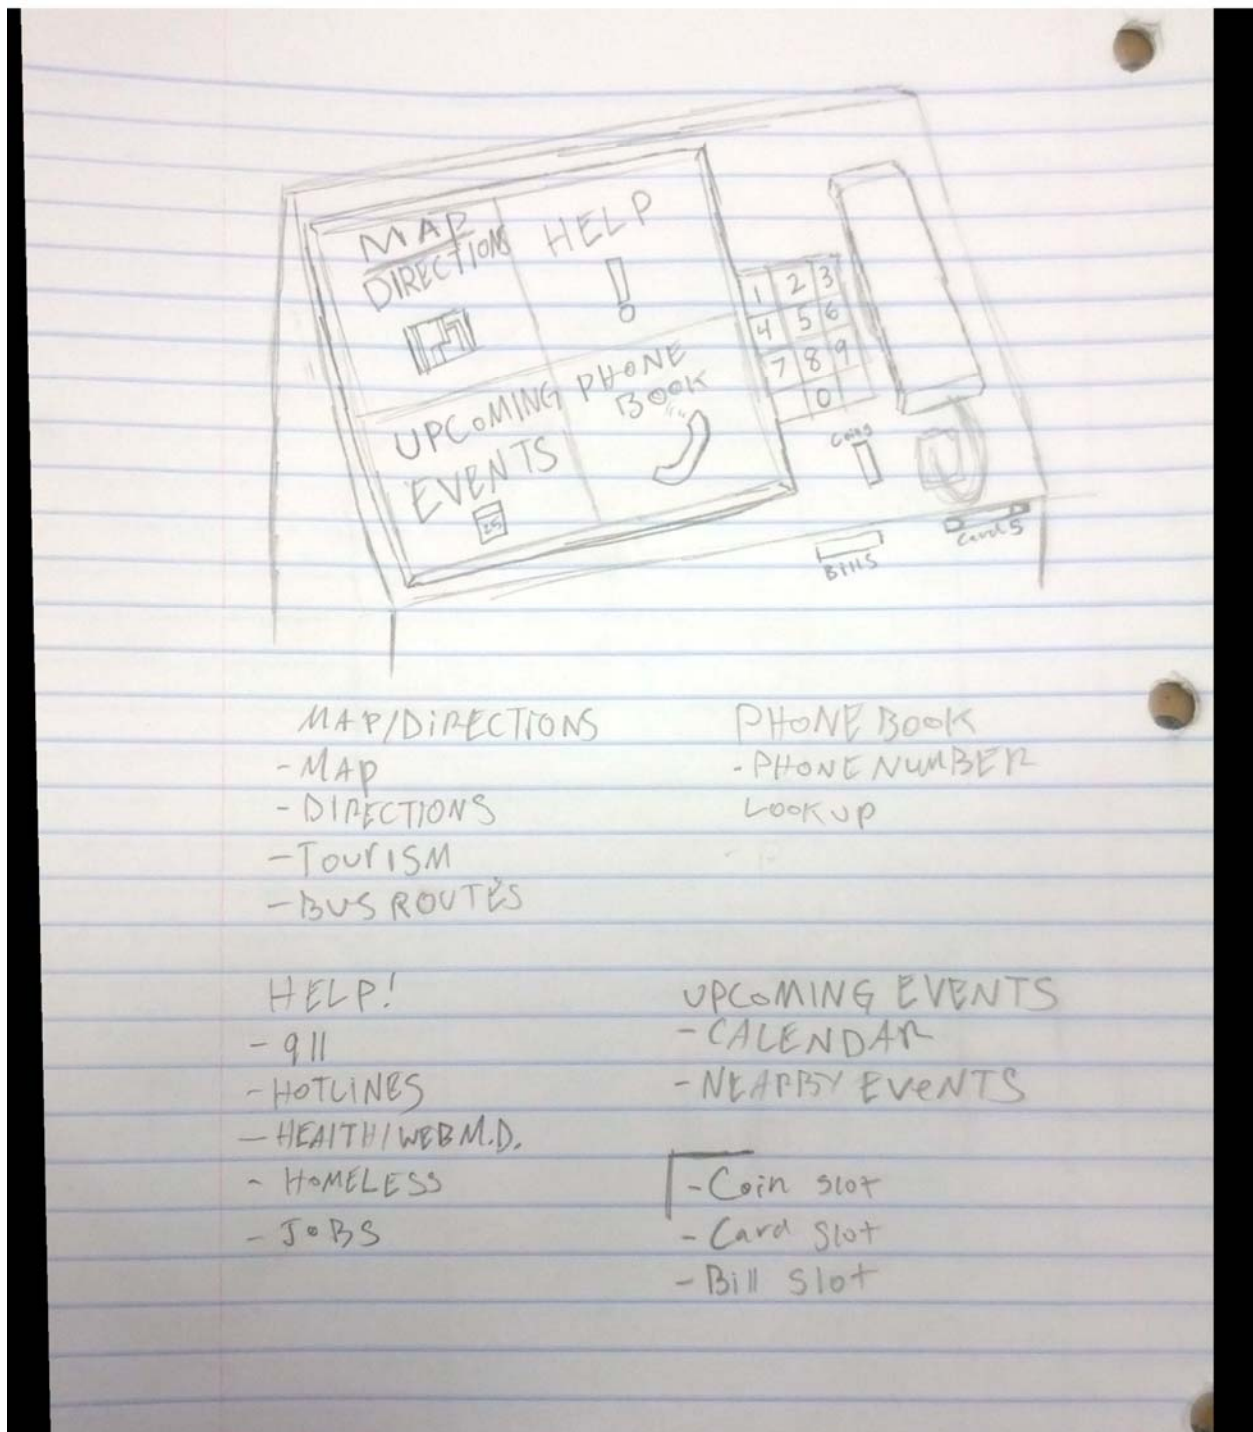 MAP
DIRECTIONS
HELP
!
UPCOMING
EVENTS
25
PHONE
BOOK
1 2 3
4 5 6
7 8 9
0
Coins
Bills
Cards
MAP/DIRECTIONS
- MAP
- DIRECTIONS
- TOURISM
- BUS ROUTES
PHONE BOOK
- PHONE NUMBER
LOOKUP
HELP!
- 911
- HOTLINES
- HEALTH/WEB M.D.
- HOMELESS
- JOBS
UPCOMING EVENTS
- CALENDAR
- NEARBY EVENTS
- Coin slot
- Card Slot
- Bill Slot